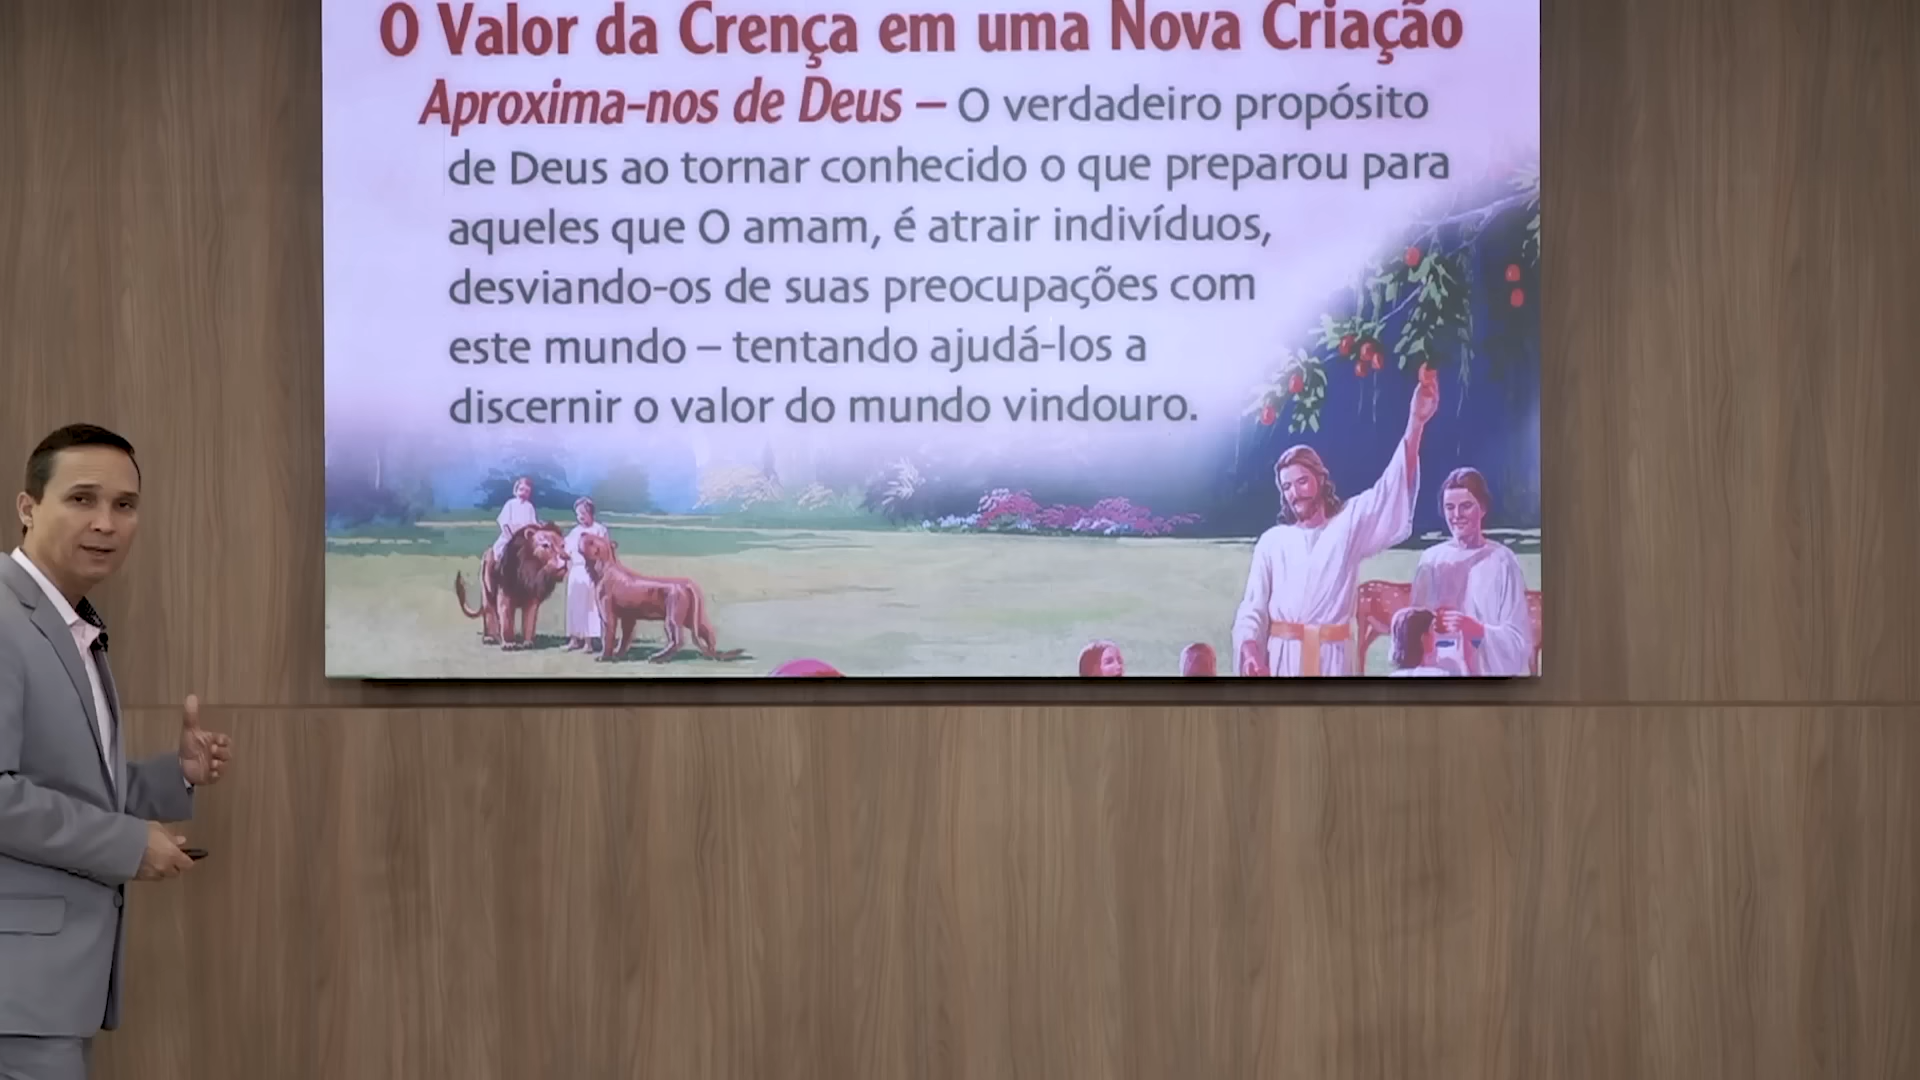 O Valor da Crença em uma Nova Criação
Aproxima-nos de Deus – O verdadeiro propósito
de Deus ao tornar conhecido o que preparou para
aqueles que O amam, é atrair indivíduos,
desviando-os de suas preocupações com
este mundo – tentando ajudá-los a
discernir o valor do mundo vindouro.